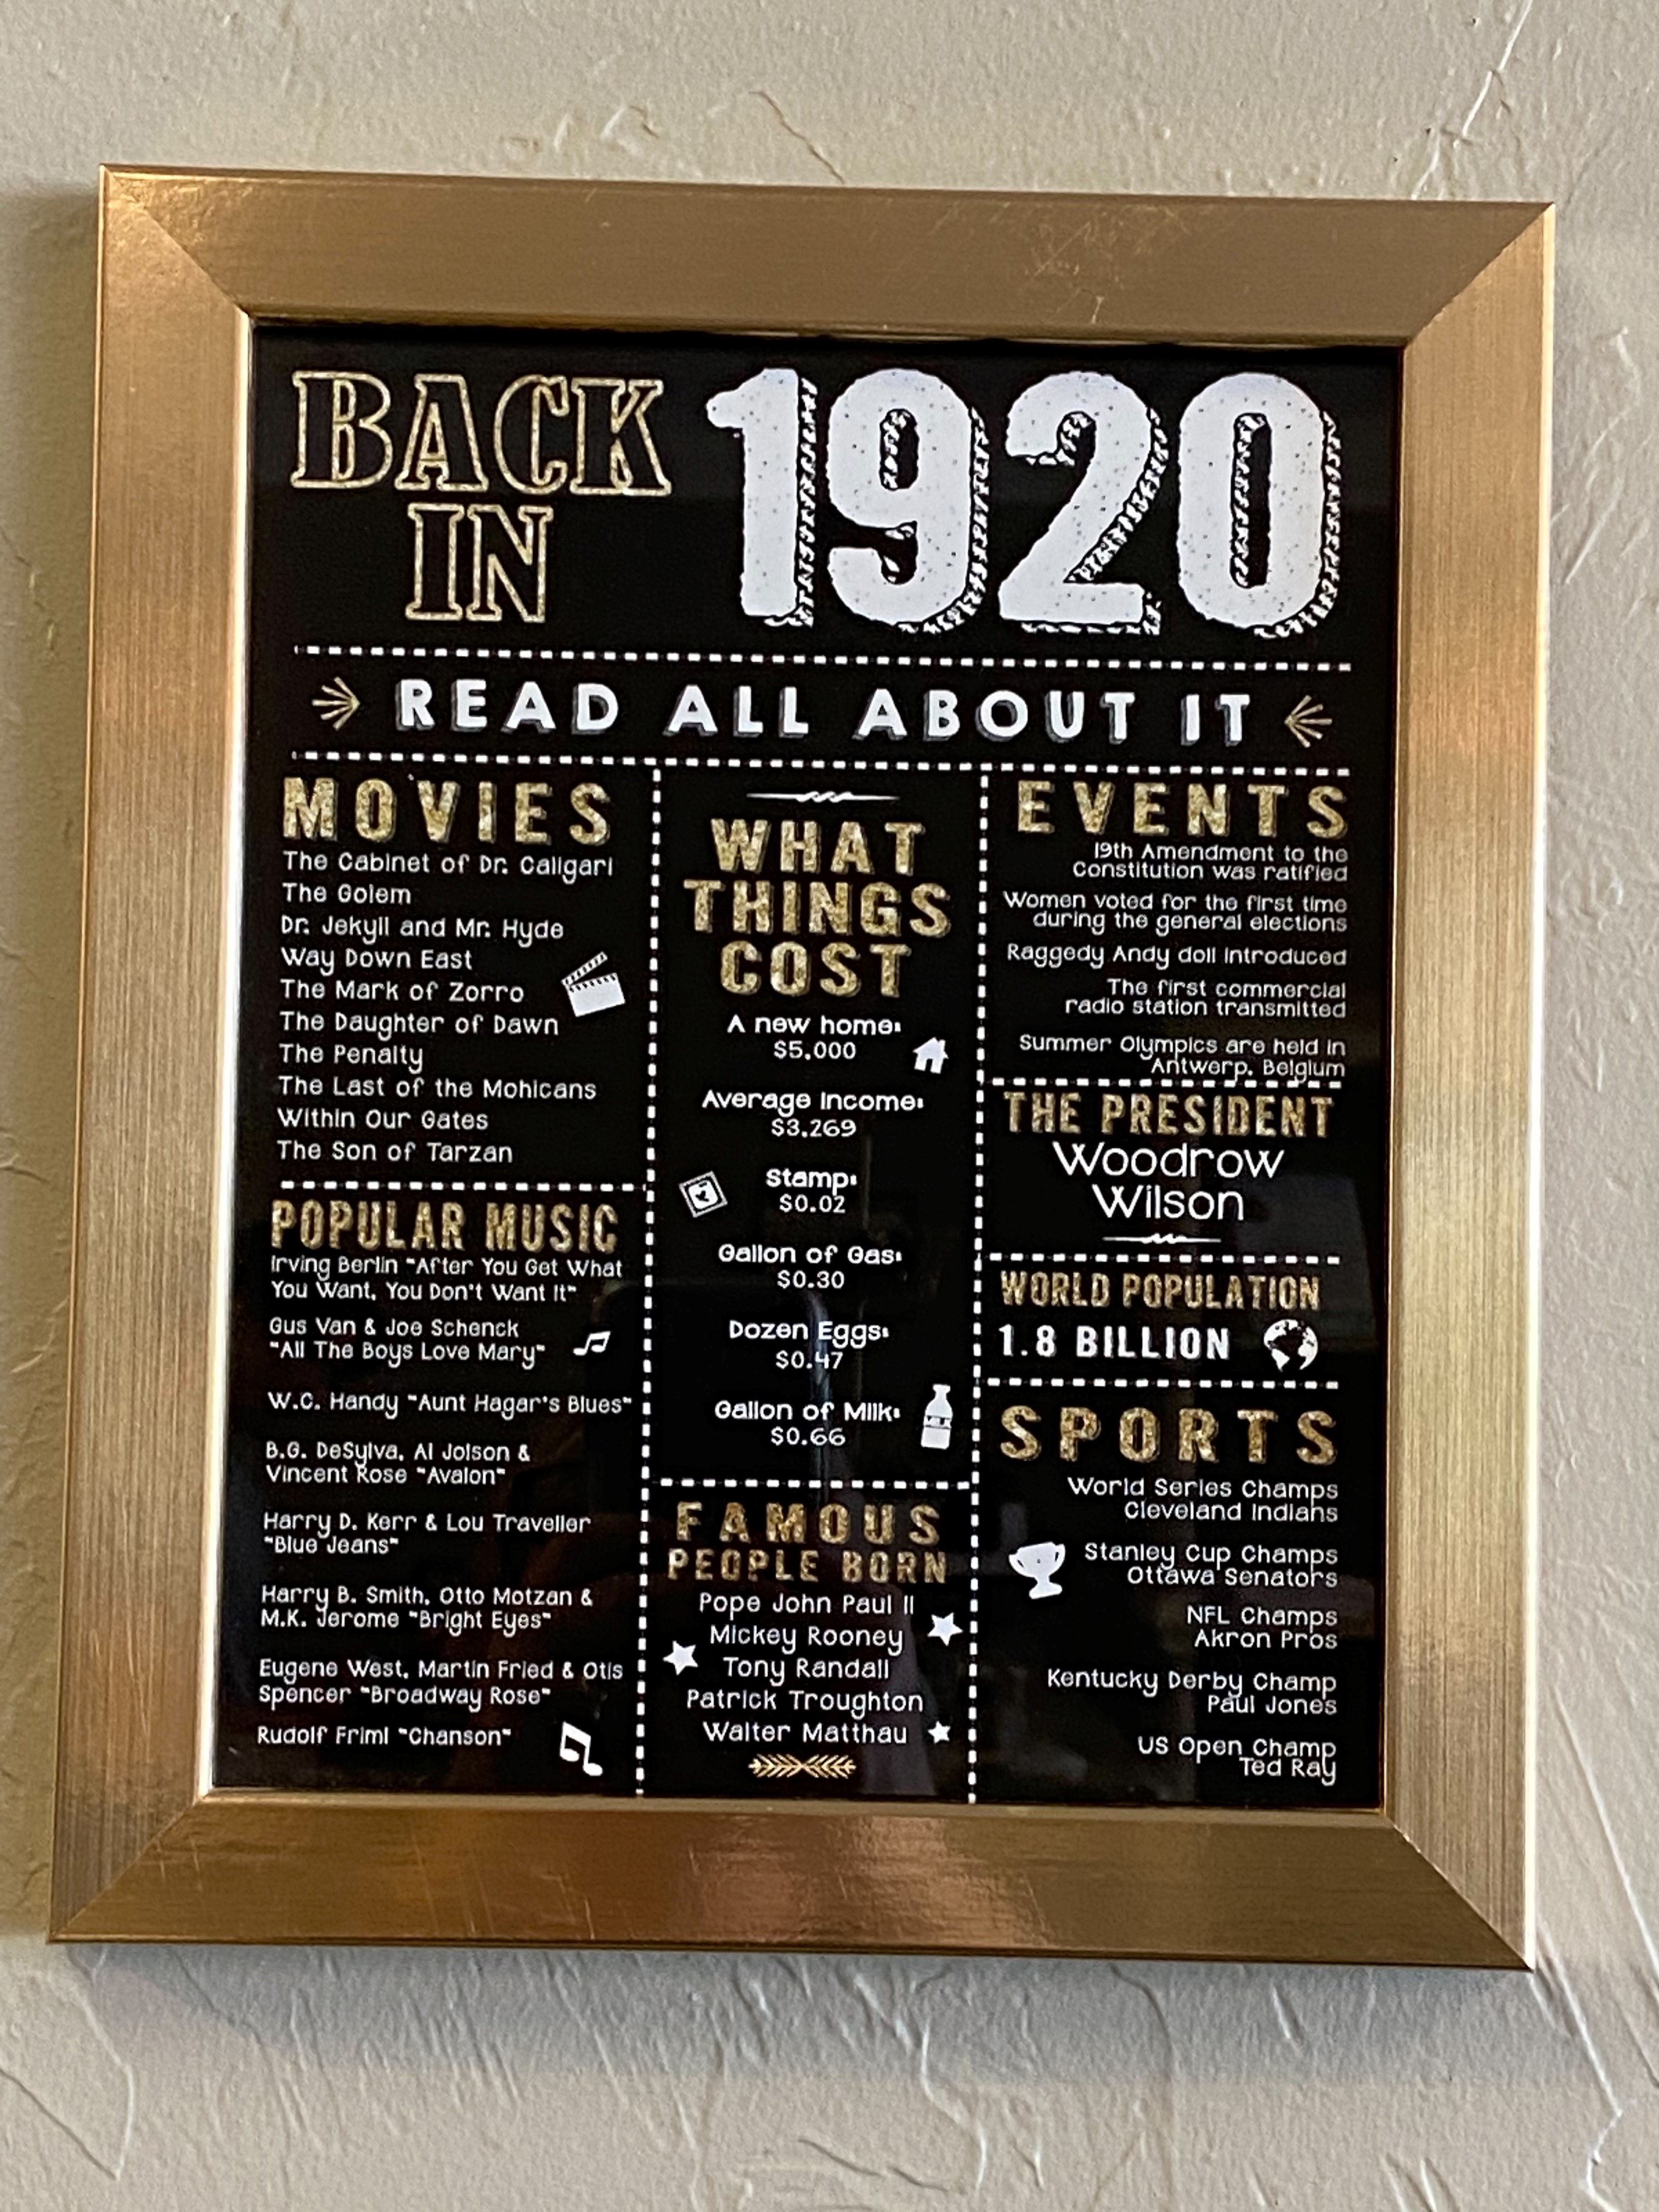 BACK
IN
1920
READ ALL ABOUT IT
MOVIES
The Cabinet of Dr. Caligari
The Golem
Dr. Jekyll and Mr. Hyde
Way Down East
The Mark of Zorro
The Daughter of Dawn
The Penalty
The Last of the Mohicans
Within Our Gates
The Son of Tarzan
POPULAR MUSIC
Irving Berlin "After You Get What
You Want, You Don't Want It"
Gus Van & Joe Schenck
"All The Boys Love Mary"
W.C. Handy "Aunt Hagar's Blues"
B.G. DeSylva, Al Jolson &
Vincent Rose "Avalon"
Harry D. Kerr & Lou Traveller
"Blue Jeans"
Harry B. Smith, Otto Motzan &
M.K. Jerome "Bright Eyes"
Eugene West, Martin Fried & Otis
Spencer "Broadway Rose"
Rudolf Friml "Chanson"
WHAT
THINGS
COST
A new home:
$5,000
Average Income:
$3,269
Stamp:
$0.02
Gallon of Gas:
$0.30
Dozen Eggs:
$0.47
Gallon of Milk:
$0.66
MILK
FAMOUS
PEOPLE BORN
Pope John Paul II
Mickey Rooney
Tony Randall
Patrick Troughton
Walter Matthau
EVENTS
19th Amendment to the
Constitution was ratified
Women voted for the first time
during the general elections
Raggedy Andy doll introduced
The first commercial
radio station transmitted
Summer Olympics are held in
Antwerp, Belgium
THE PRESIDENT
Woodrow
Wilson
WORLD POPULATION
1.8 BILLION
SPORTS
World Series Champs
Cleveland Indians
Stanley Cup Champs
Ottawa Senators
NFL Champs
Akron Pros
Kentucky Derby Champ
Paul Jones
US Open Champ
Ted Ray